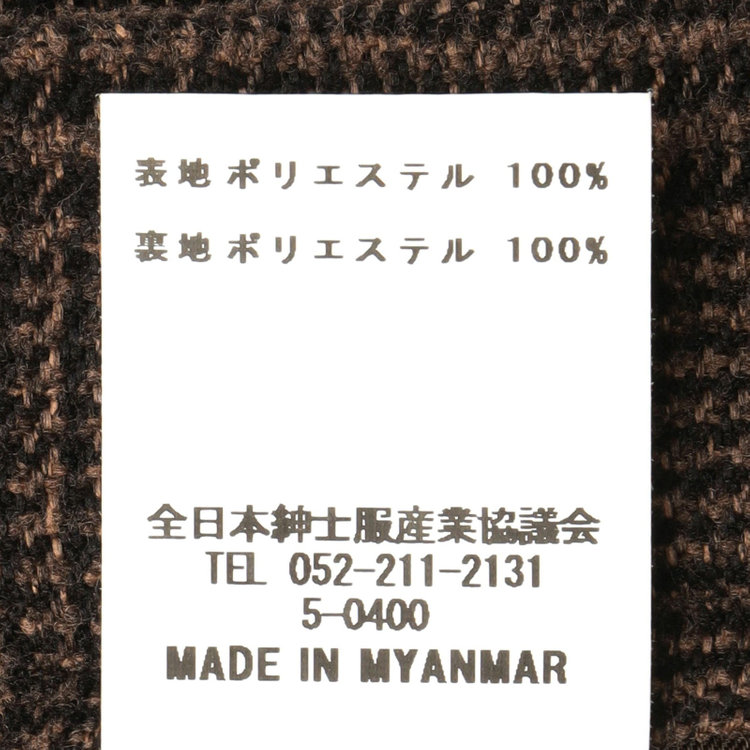 表地 ポリエステル 100%
裏地 ポリエステル 100%
全日本紳士服産業協議会
TEL 052-211-2131
5-0400
MADE IN MYANMAR